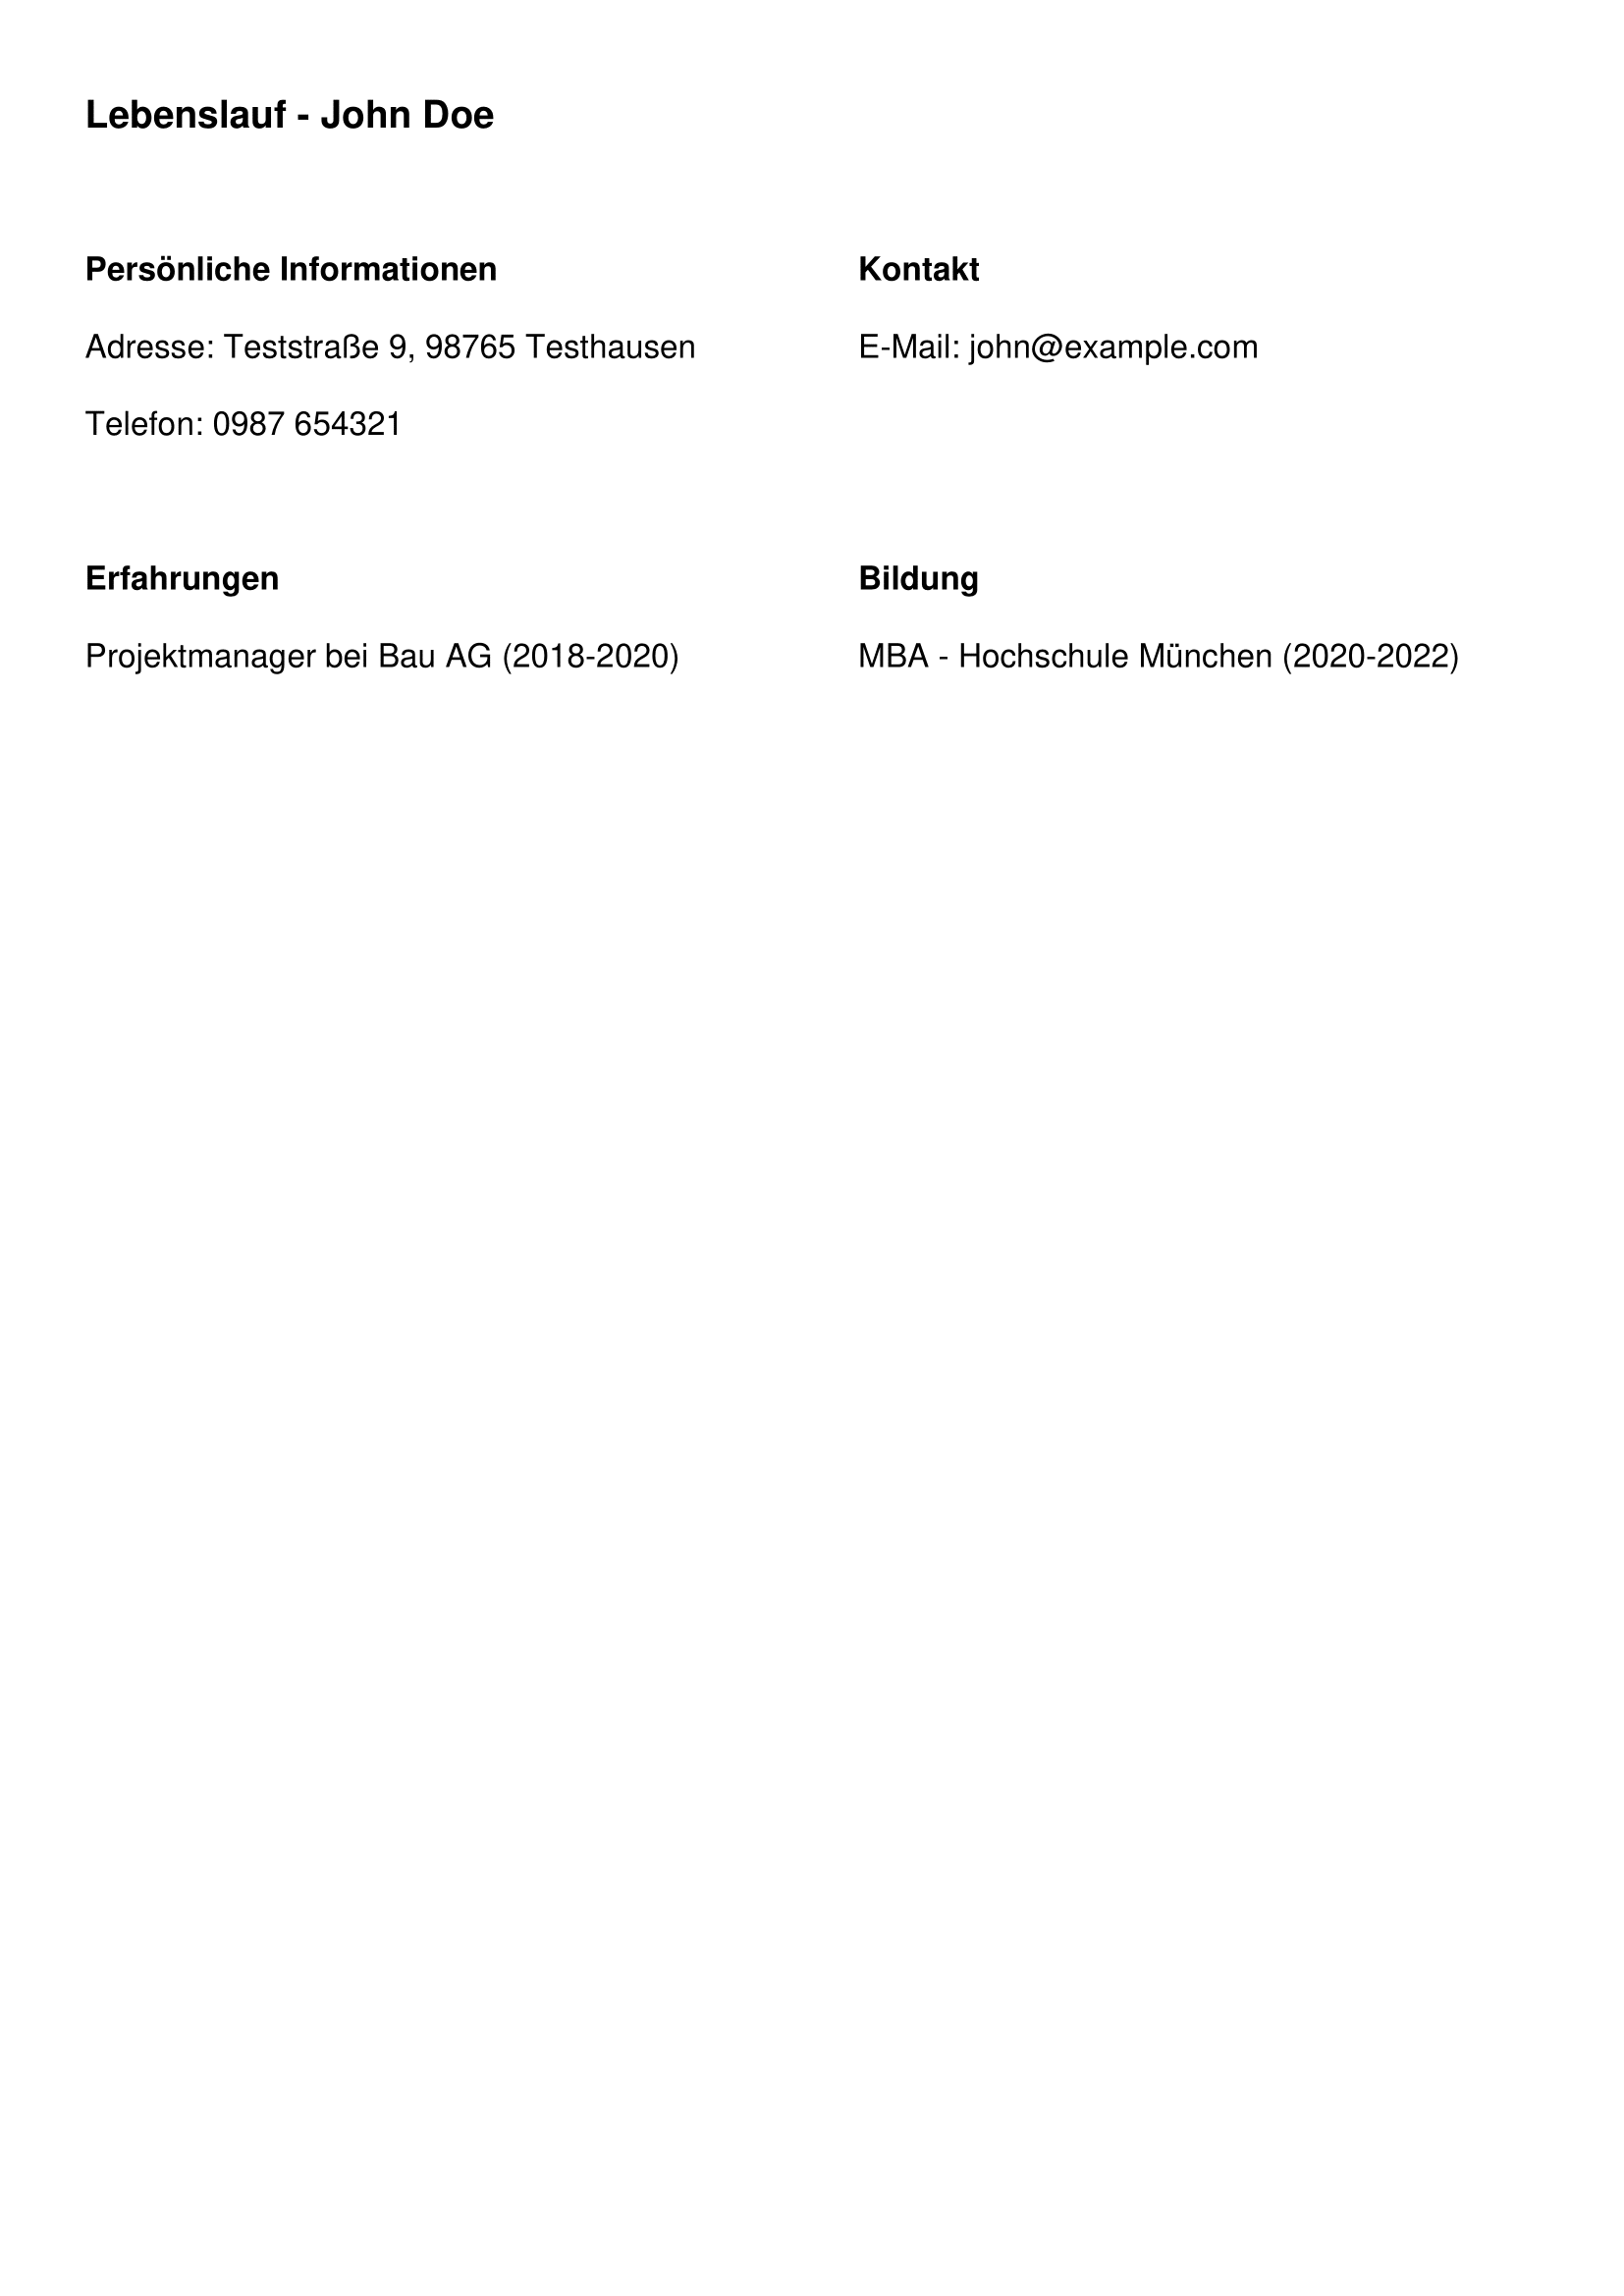 Lebenslauf - John Doe
Persönliche Informationen
Adresse: Teststraße 9, 98765 Testhausen
Telefon: 0987 654321
Kontakt
E-Mail: john@example.com
Erfahrungen
Projektmanager bei Bau AG (2018-2020)
Bildung
MBA - Hochschule München (2020-2022)